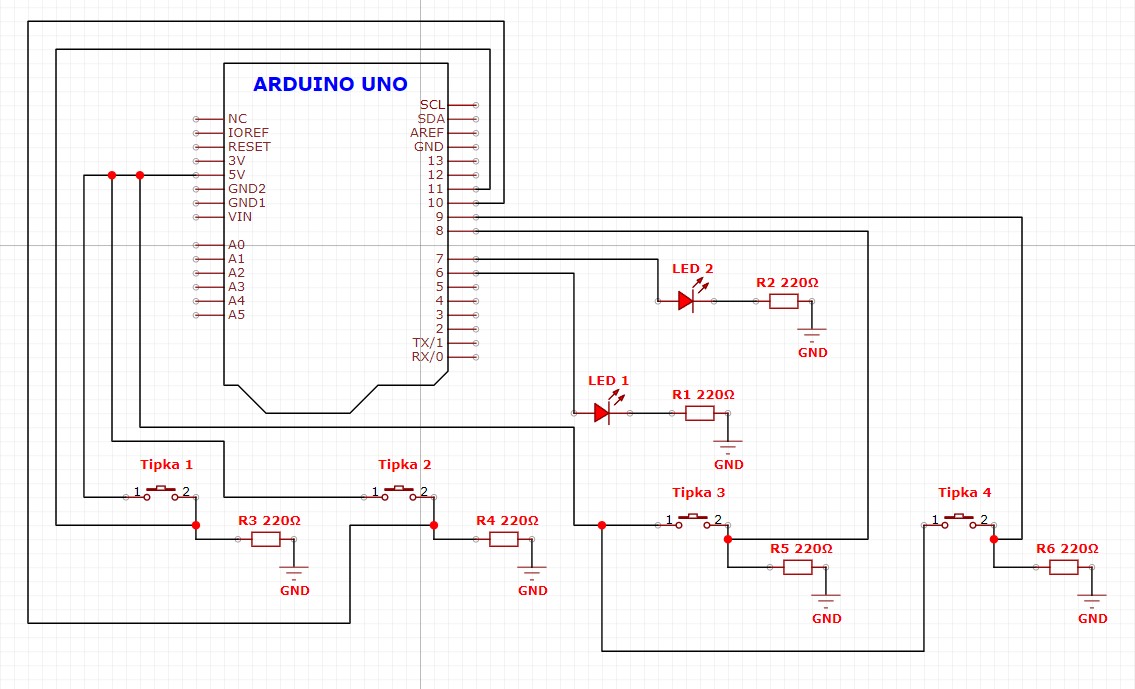 ARDUINO UNO
SCL
NC
SDA
IOREF
AREF
RESET
GND
3V
13
5V
12
GND2
11
GND1
10
VIN
9
8
A0
A1
7
A2
6
A3
5
A4
4
A5
3
2
TX/1
RX/0
LED 2
R2 220Ω
GND
LED 1
R1 220Ω
GND
Tipka 1
1 2
R3 220Ω
GND
Tipka 2
1 2
R4 220Ω
GND
Tipka 3
1 2
R5 220Ω
GND
Tipka 4
1 2
R6 220Ω
GND